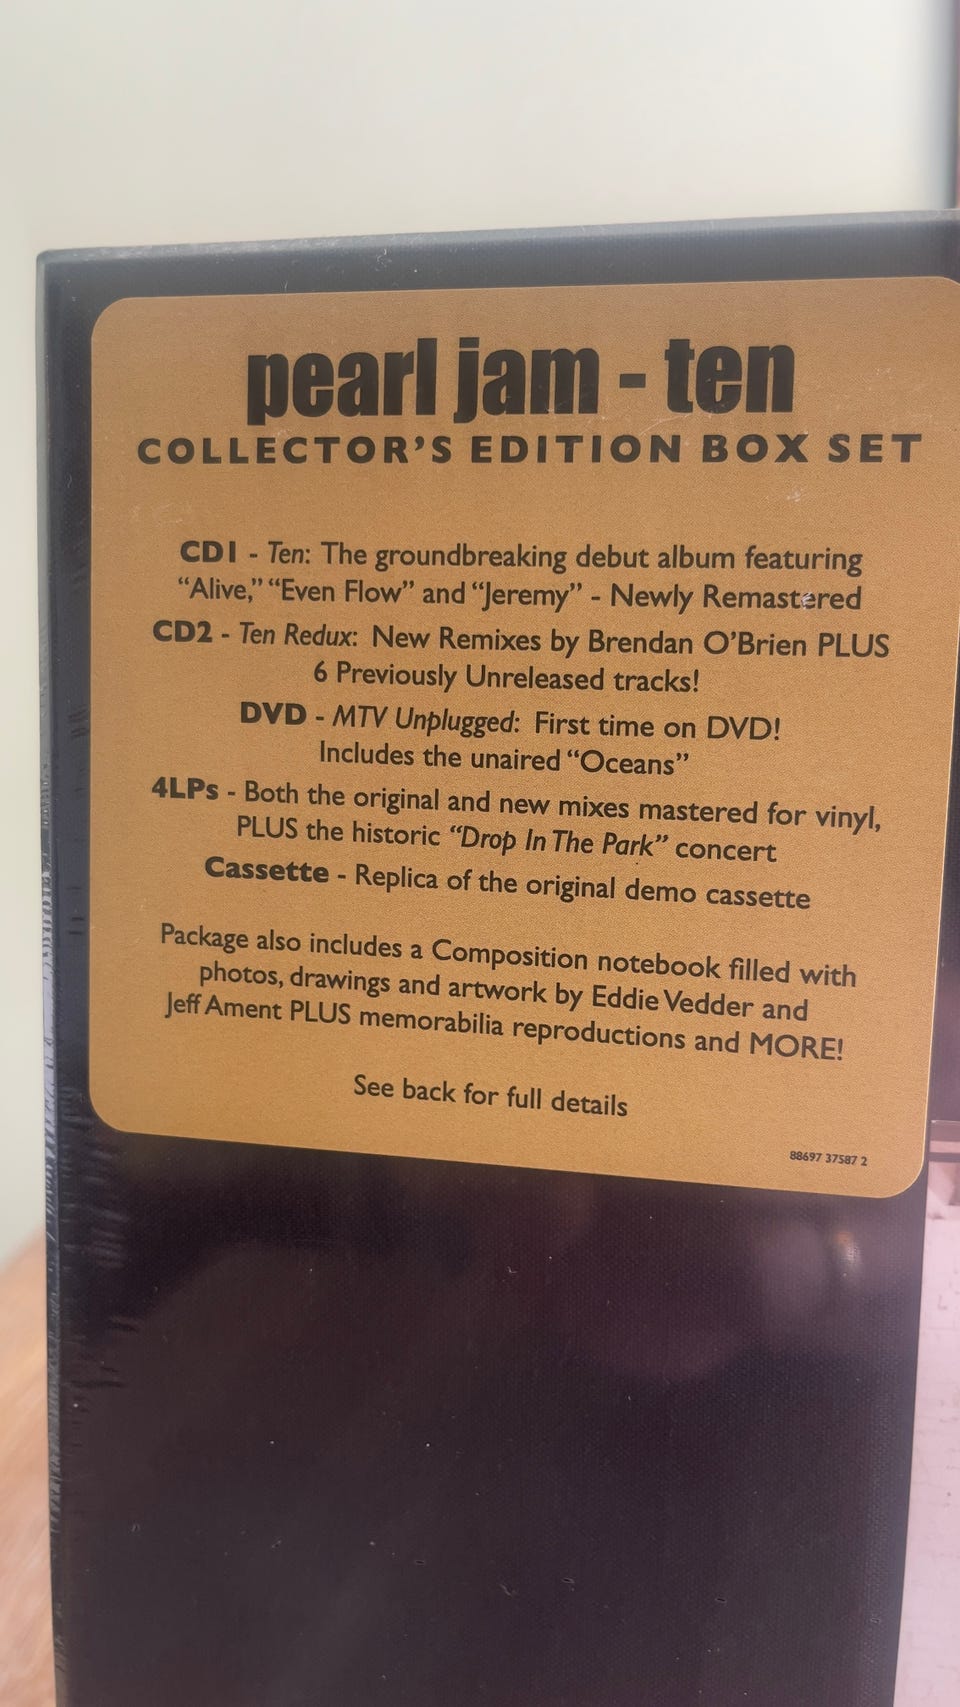 pearl jam - ten
COLLECTOR'S EDITION BOX SET
CD1 - Ten: The groundbreaking debut album featuring
“Alive,” “Even Flow” and “Jeremy” - Newly Remastered
CD2 - Ten Redux: New Remixes by Brendan O'Brien PLUS
6 Previously Unreleased tracks!
DVD - MTV Unplugged: First time on DVD!
Includes the unaired “Oceans”
4LPs - Both the original and new mixes mastered for vinyl,
PLUS the historic “Drop In The Park” concert
Cassette - Replica of the original demo cassette
Package also includes a Composition notebook filled with
photos, drawings and artwork by Eddie Vedder and
Jeff Ament PLUS memorabilia reproductions and MORE!
See back for full details
88697 37587 2